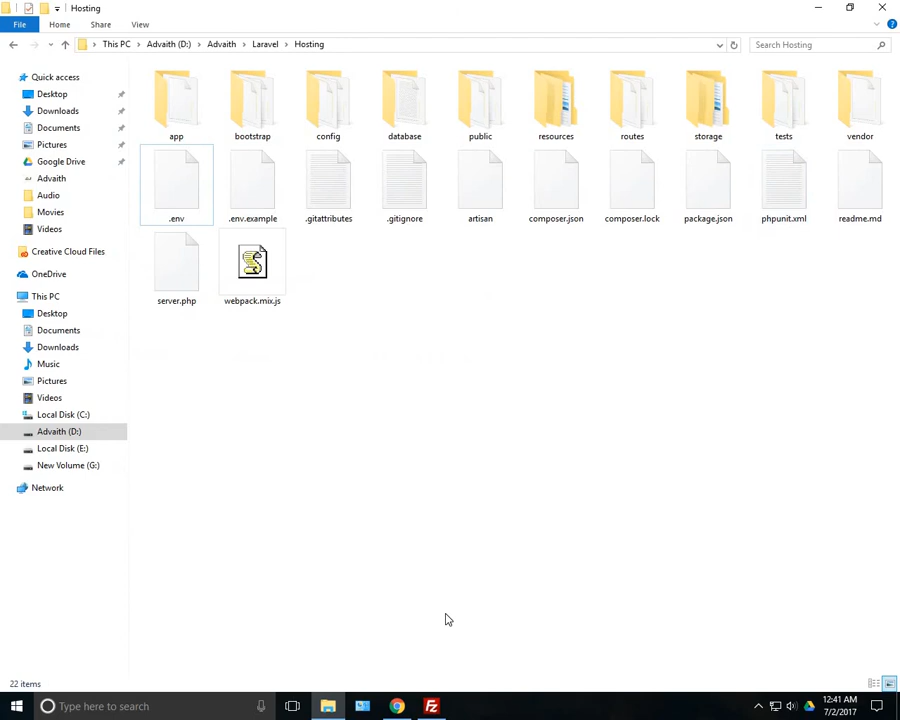 Hosting
File Home Share View
This PC Advaith (D:) Advaith Laravel Hosting
Search Hosting
Quick access
Desktop
Downloads
Documents
Pictures
Google Drive
Advaith
Audio
Movies
Videos
Creative Cloud Files
OneDrive
This PC
Desktop
Documents
Downloads
Music
Pictures
Videos
Local Disk (C:)
Advaith (D:)
Local Disk (E:)
New Volume (G:)
Network
app bootstrap config database public resources routes storage tests vendor
.env .env.example .gitattributes .gitignore artisan composer.json composer.lock package.json phpunit.xml readme.md
server.php webpack.mix.js
22 items
Type here to search
12:41 AM
7/2/2017